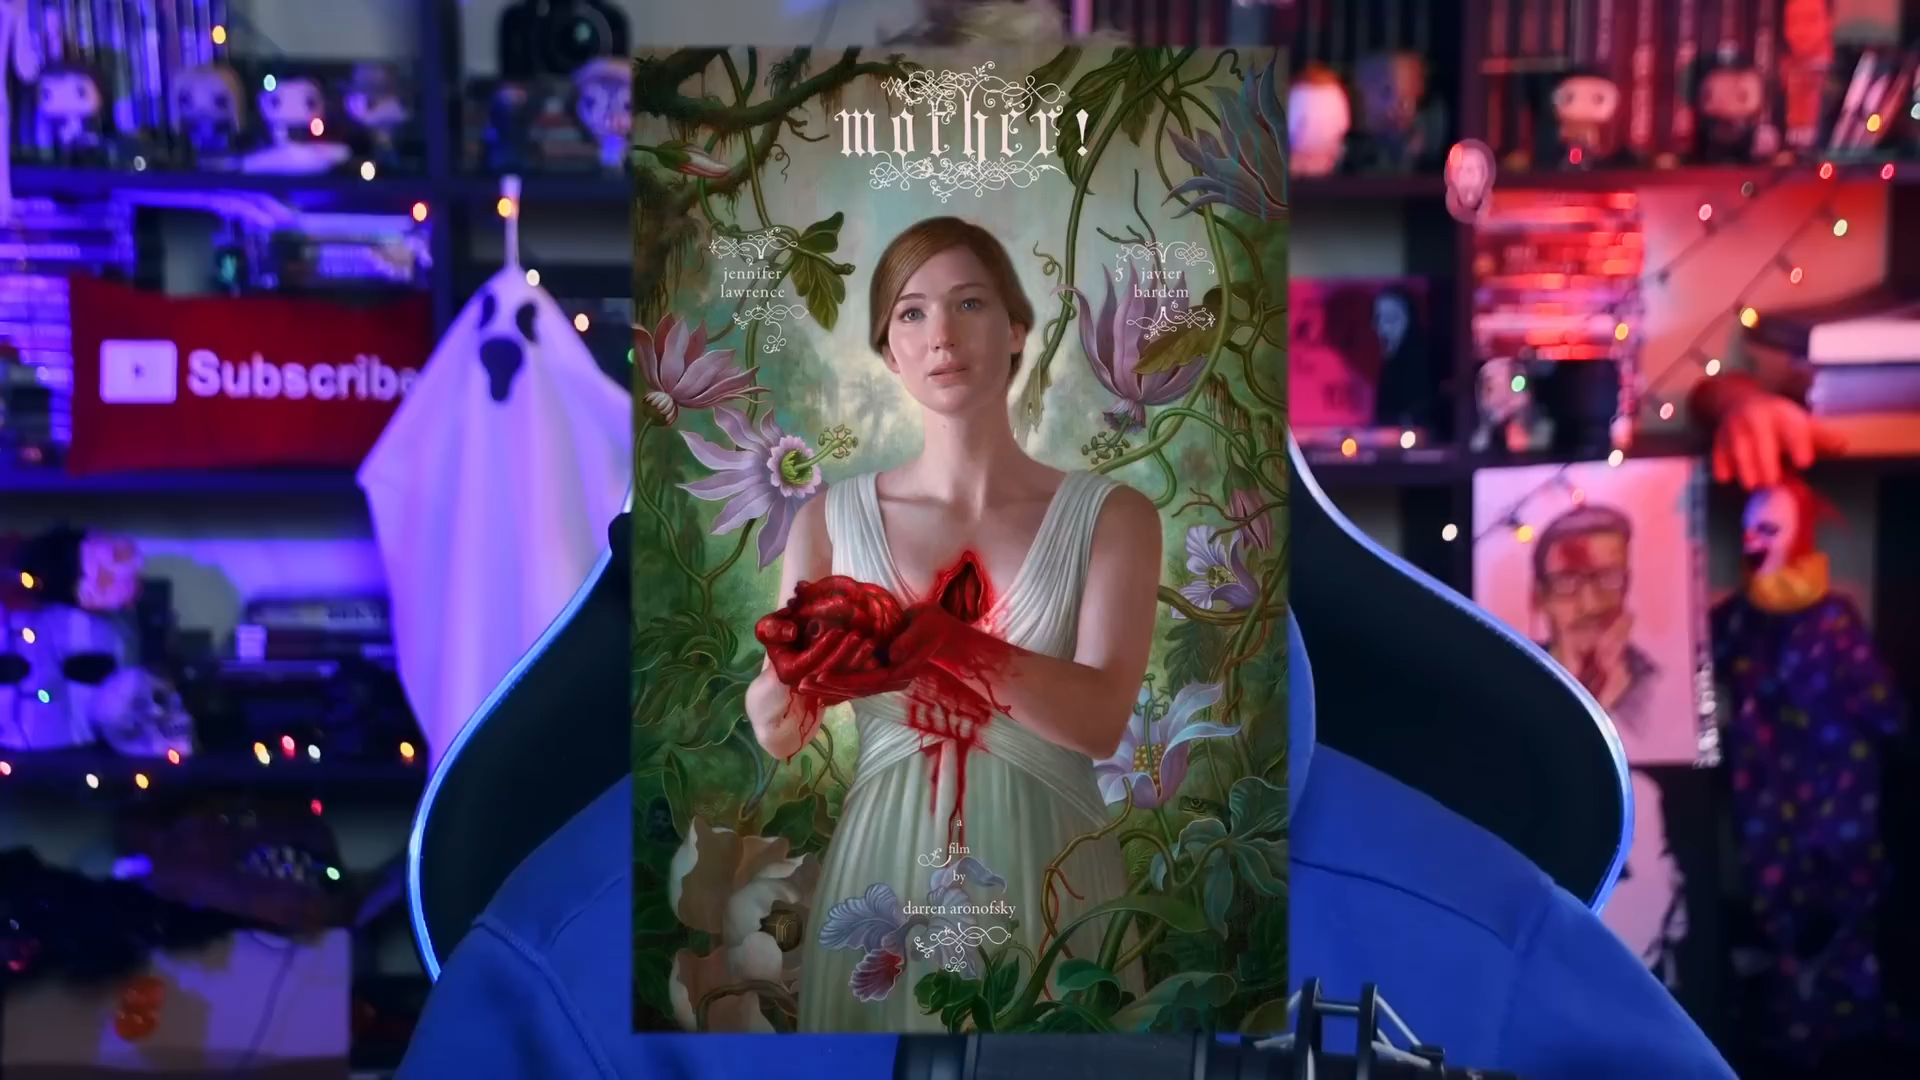 mother!
jennifer
lawrence
javier
bardem
Subscribe
a
film
by
darren aronofsky